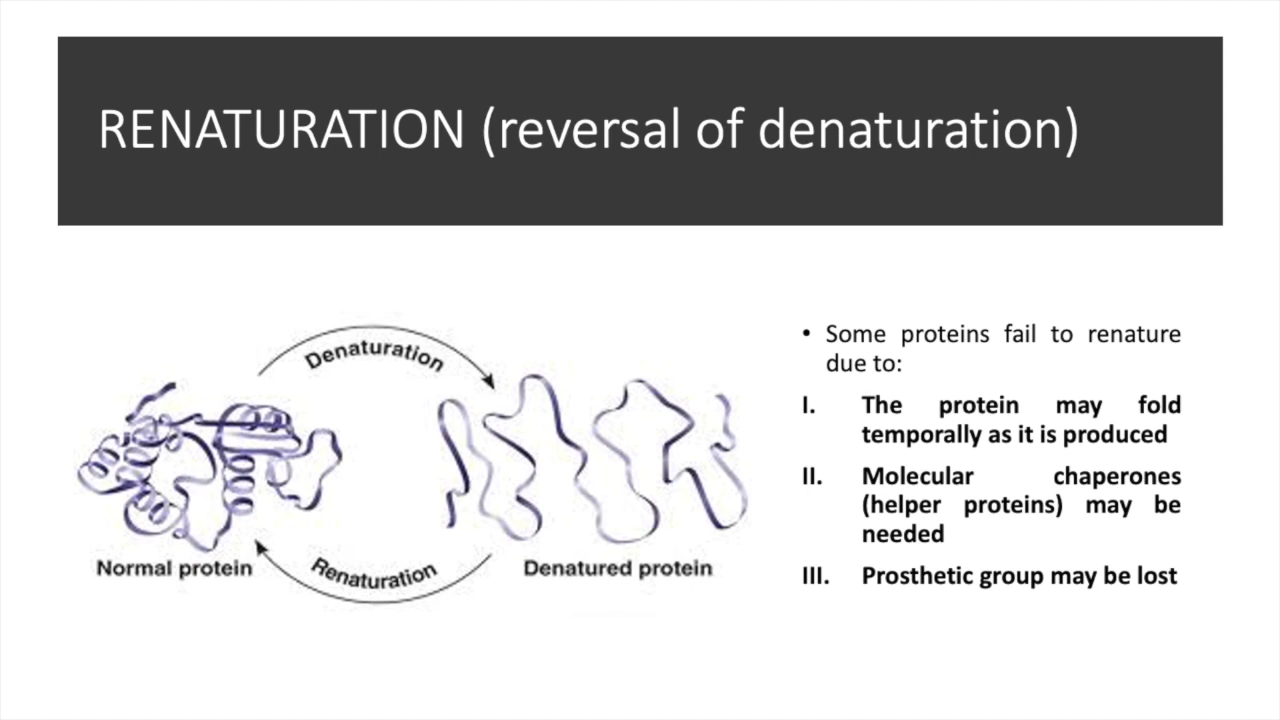 RENATURATION (reversal of denaturation)
Denaturation
Normal protein
Denatured protein
Renaturation
• Some proteins fail to renature
due to:
I. The protein may fold
temporally as it is produced
II. Molecular chaperones
(helper proteins) may be
needed
III. Prosthetic group may be lost